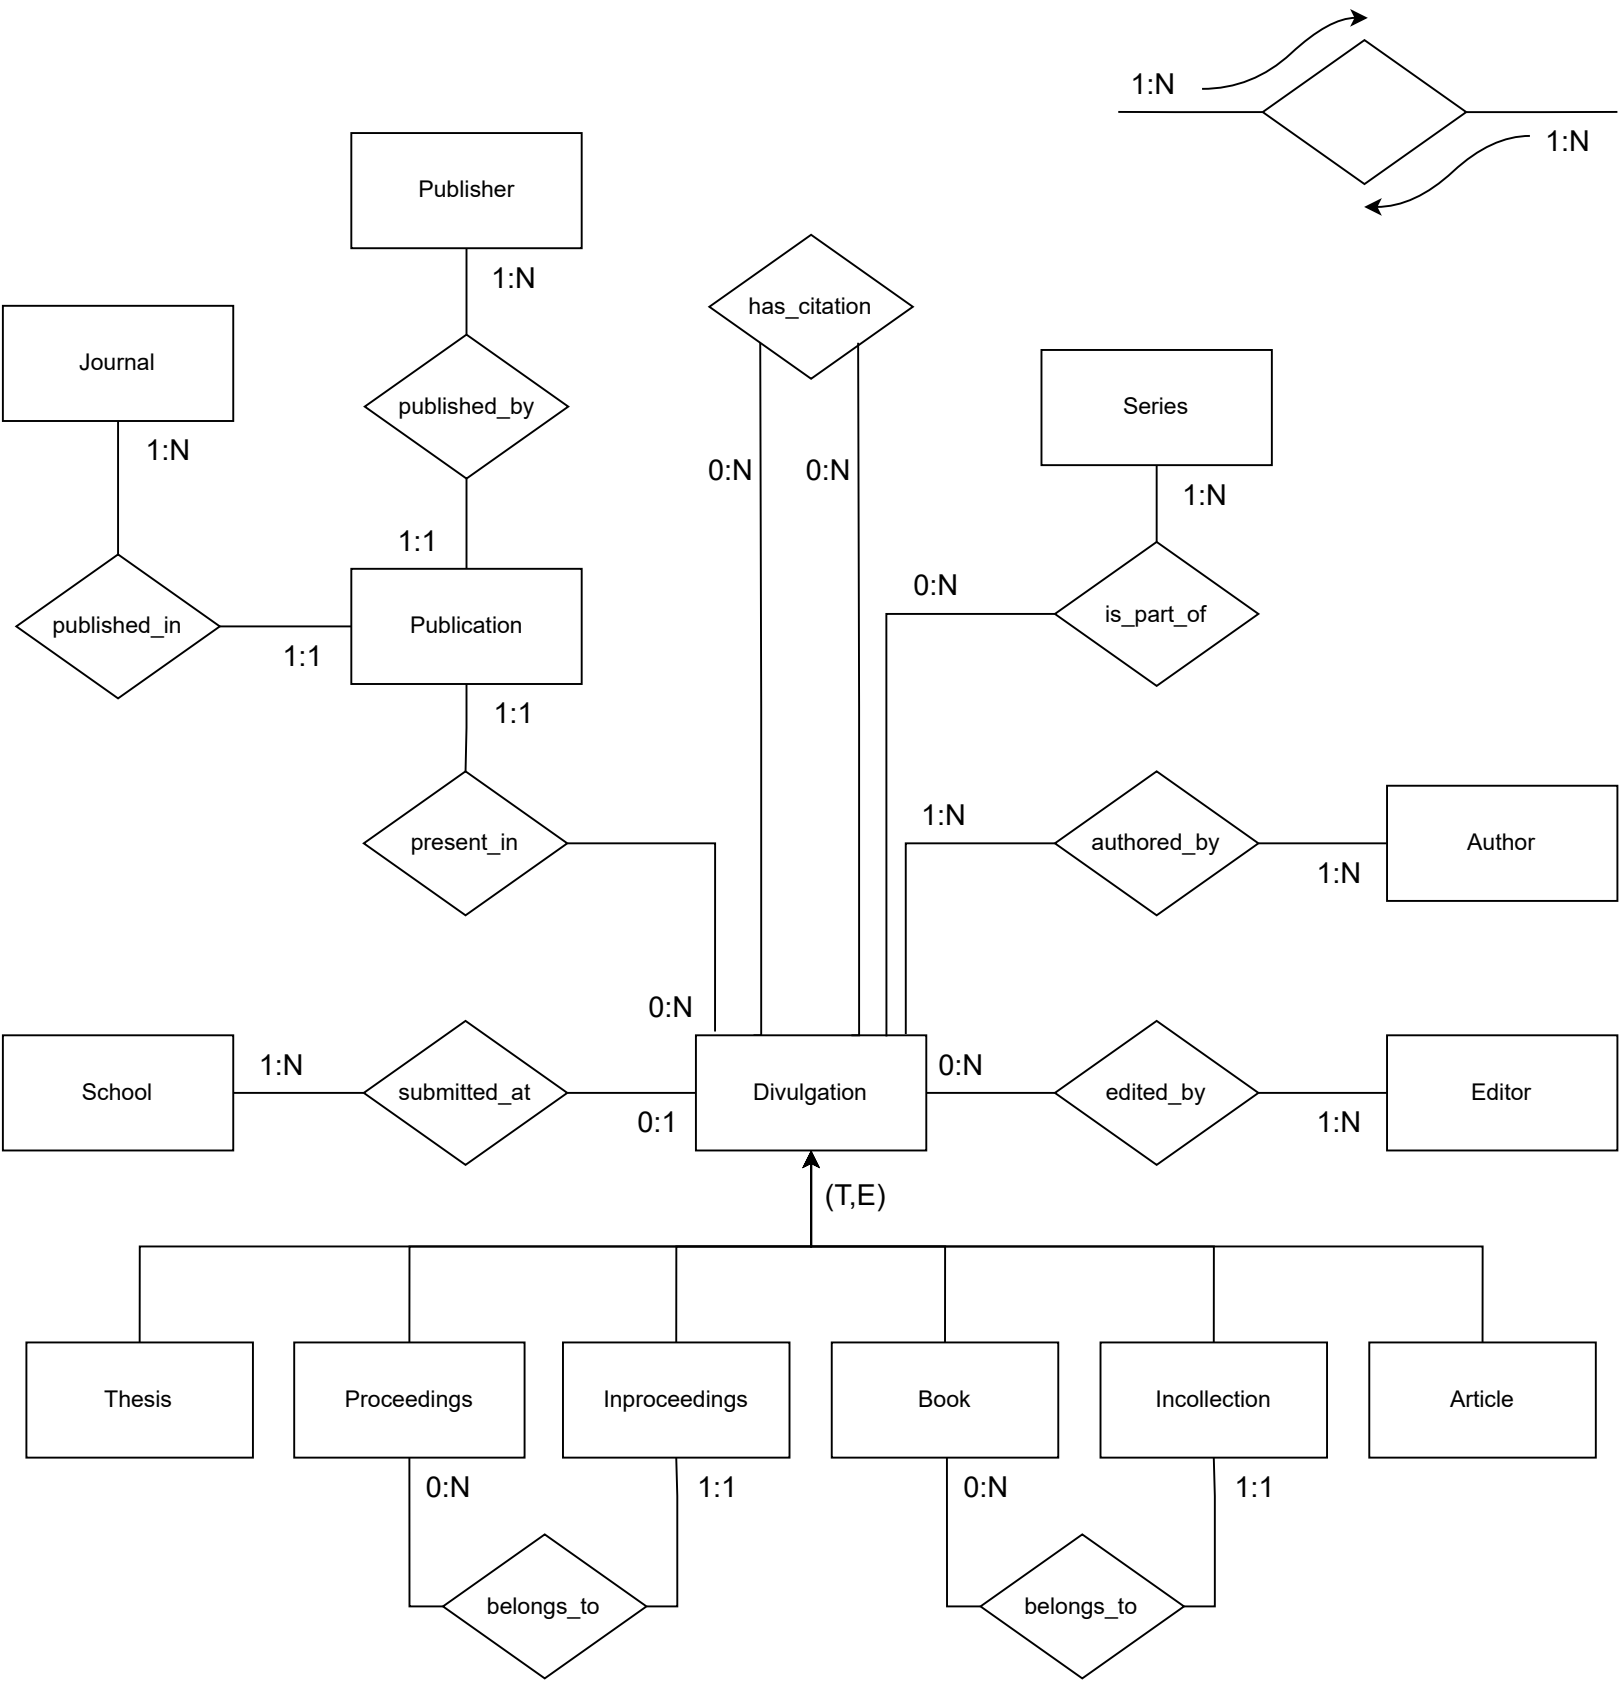 1:N
1:N
Publisher
1:N
has_citation
Journal
1:N
published_by
Series
1:N
0:N
0:N
1:1
0:N
is_part_of
published_in
1:1
Publication
1:1
present_in
1:N
authored_by
Author
1:N
0:N
School
1:N
submitted_at
0:1
Divulgation
0:N
edited_by
Editor
1:N
(T,E)
Thesis
Proceedings
Inproceedings
Book
Incollection
Article
0:N
1:1
0:N
1:1
belongs_to
belongs_to